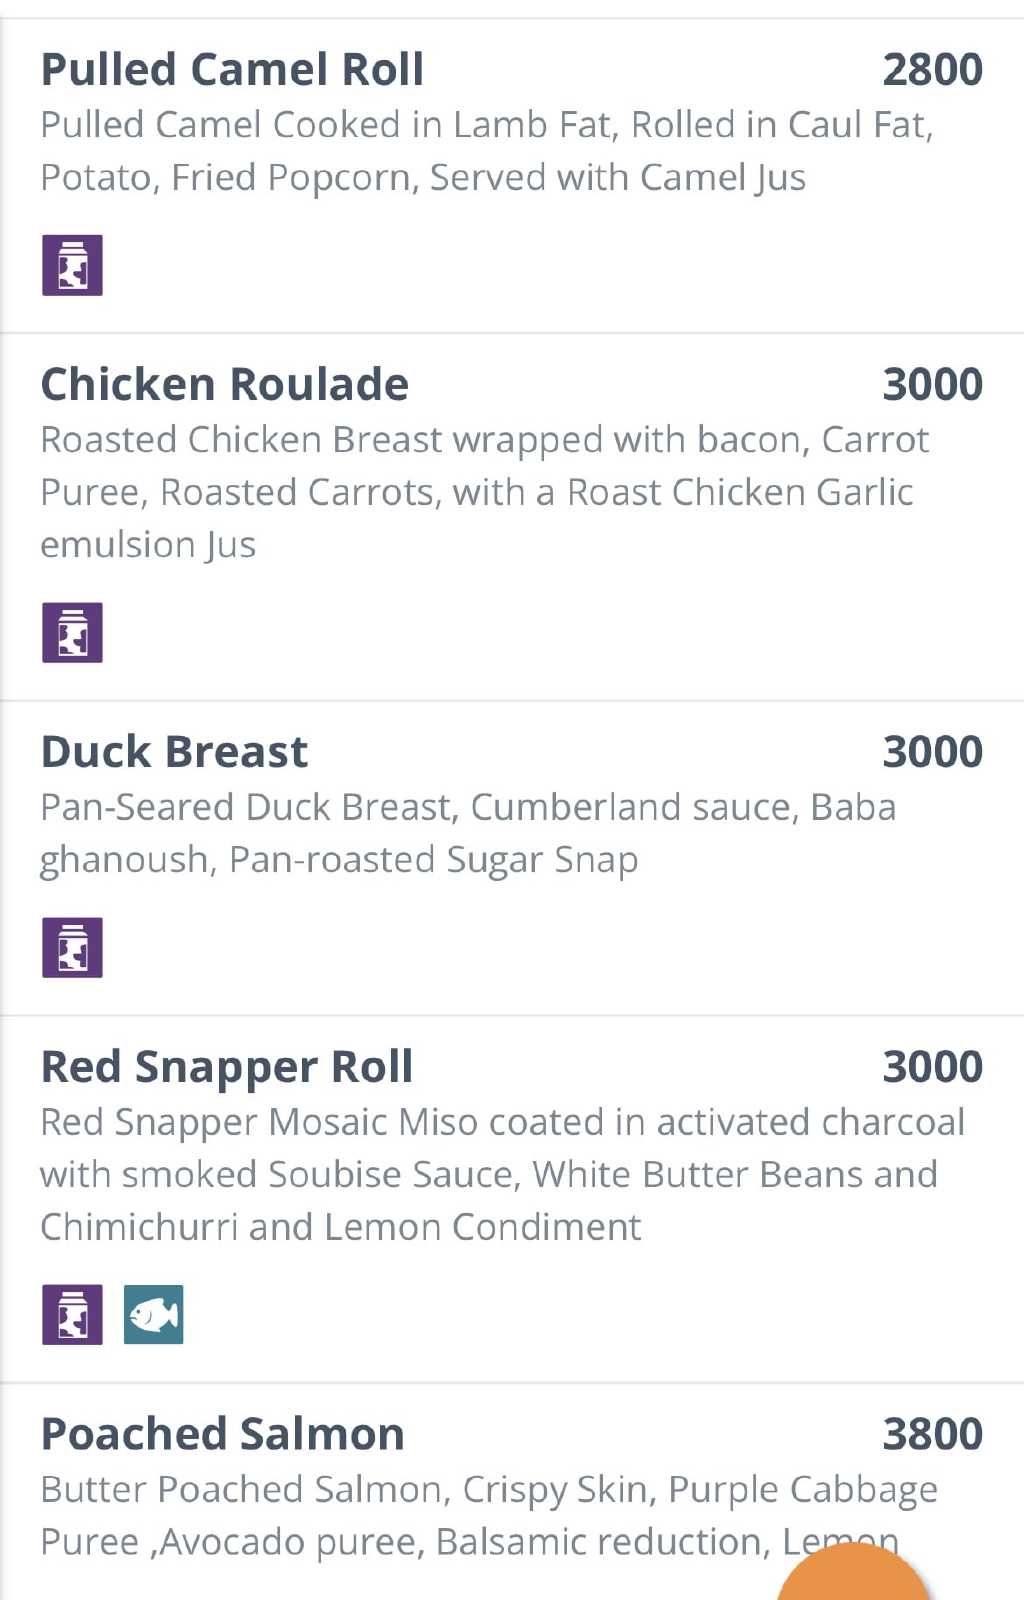 Pulled Camel Roll 2800
Pulled Camel Cooked in Lamb Fat, Rolled in Caul Fat,
Potato, Fried Popcorn, Served with Camel Jus
Chicken Roulade 3000
Roasted Chicken Breast wrapped with bacon, Carrot
Puree, Roasted Carrots, with a Roast Chicken Garlic
emulsion Jus
Duck Breast 3000
Pan-Seared Duck Breast, Cumberland sauce, Baba
ghanoush, Pan-roasted Sugar Snap
Red Snapper Roll 3000
Red Snapper Mosaic Miso coated in activated charcoal
with smoked Soubise Sauce, White Butter Beans and
Chimichurri and Lemon Condiment
Poached Salmon 3800
Butter Poached Salmon, Crispy Skin, Purple Cabbage
Puree ,Avocado puree, Balsamic reduction, Lemon